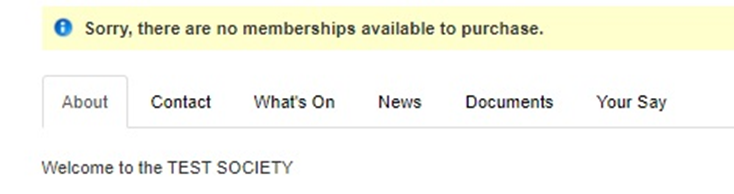 Sorry, there are no memberships available to purchase.
About Contact What's On News Documents Your Say
Welcome to the TEST SOCIETY